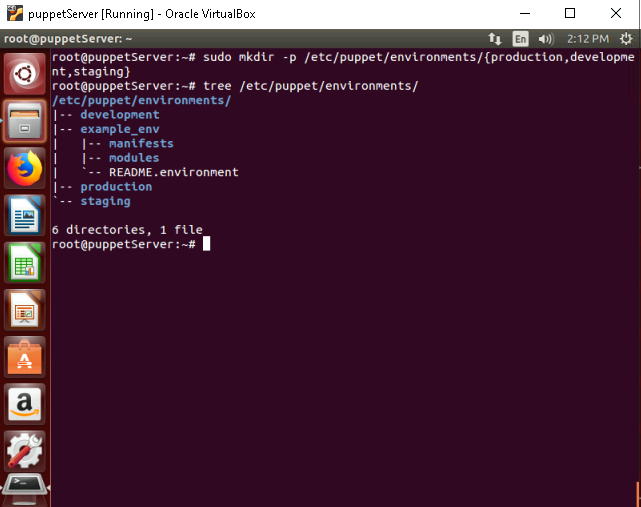 puppetServer [Running] - Oracle VirtualBox
root@puppetServer: ~
En
2:12 PM
root@puppetServer:~# sudo mkdir -p /etc/puppet/environments/{production,developme
nt,staging}
root@puppetServer:~# tree /etc/puppet/environments/
/etc/puppet/environments/
|-- development
|-- example_env
|   |-- manifests
|   |-- modules
|   `-- README.environment
|-- production
`-- staging
6 directories, 1 file
root@puppetServer:~#